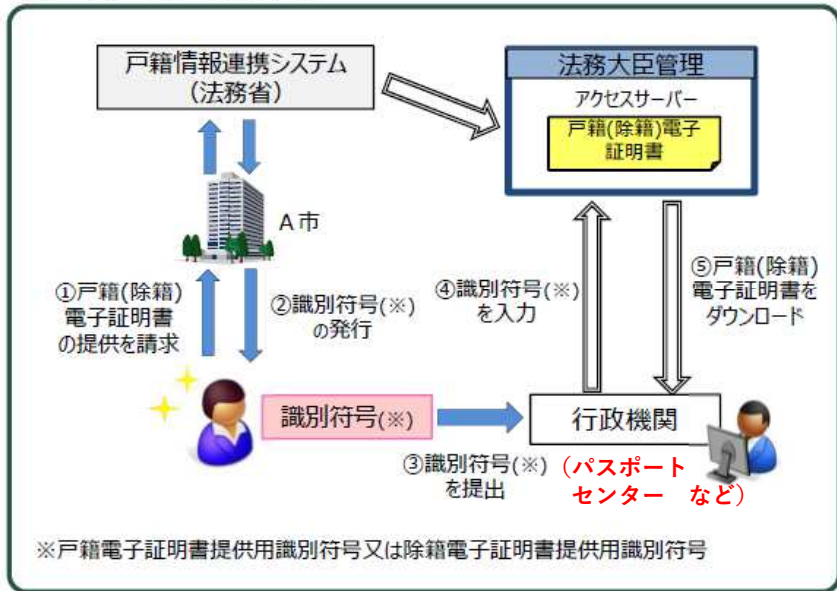 戸籍情報連携システム
（法務省）
法務大臣管理
アクセスサーバー
戸籍(除籍)電子
証明書
A市
①戸籍(除籍)
電子証明書
の提供を請求
②識別符号(※)
の発行
④識別符号(※)
を入力
⑤戸籍(除籍)
電子証明書を
ダウンロード
識別符号(※)
行政機関
③識別符号(※)
を提出
（パスポート
センター　など）
※戸籍電子証明書提供用識別符号又は除籍電子証明書提供用識別符号